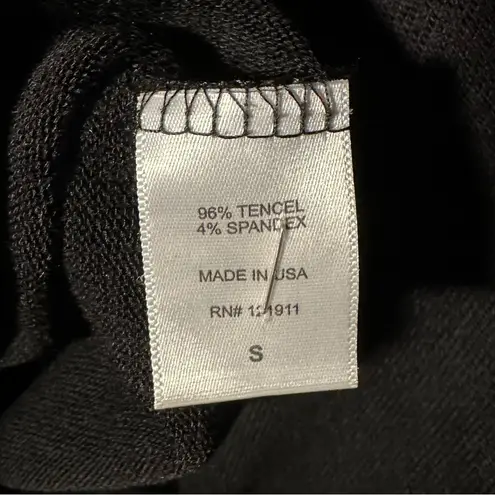 96% TENCEL
4% SPANDEX
MADE IN USA
RN#
S